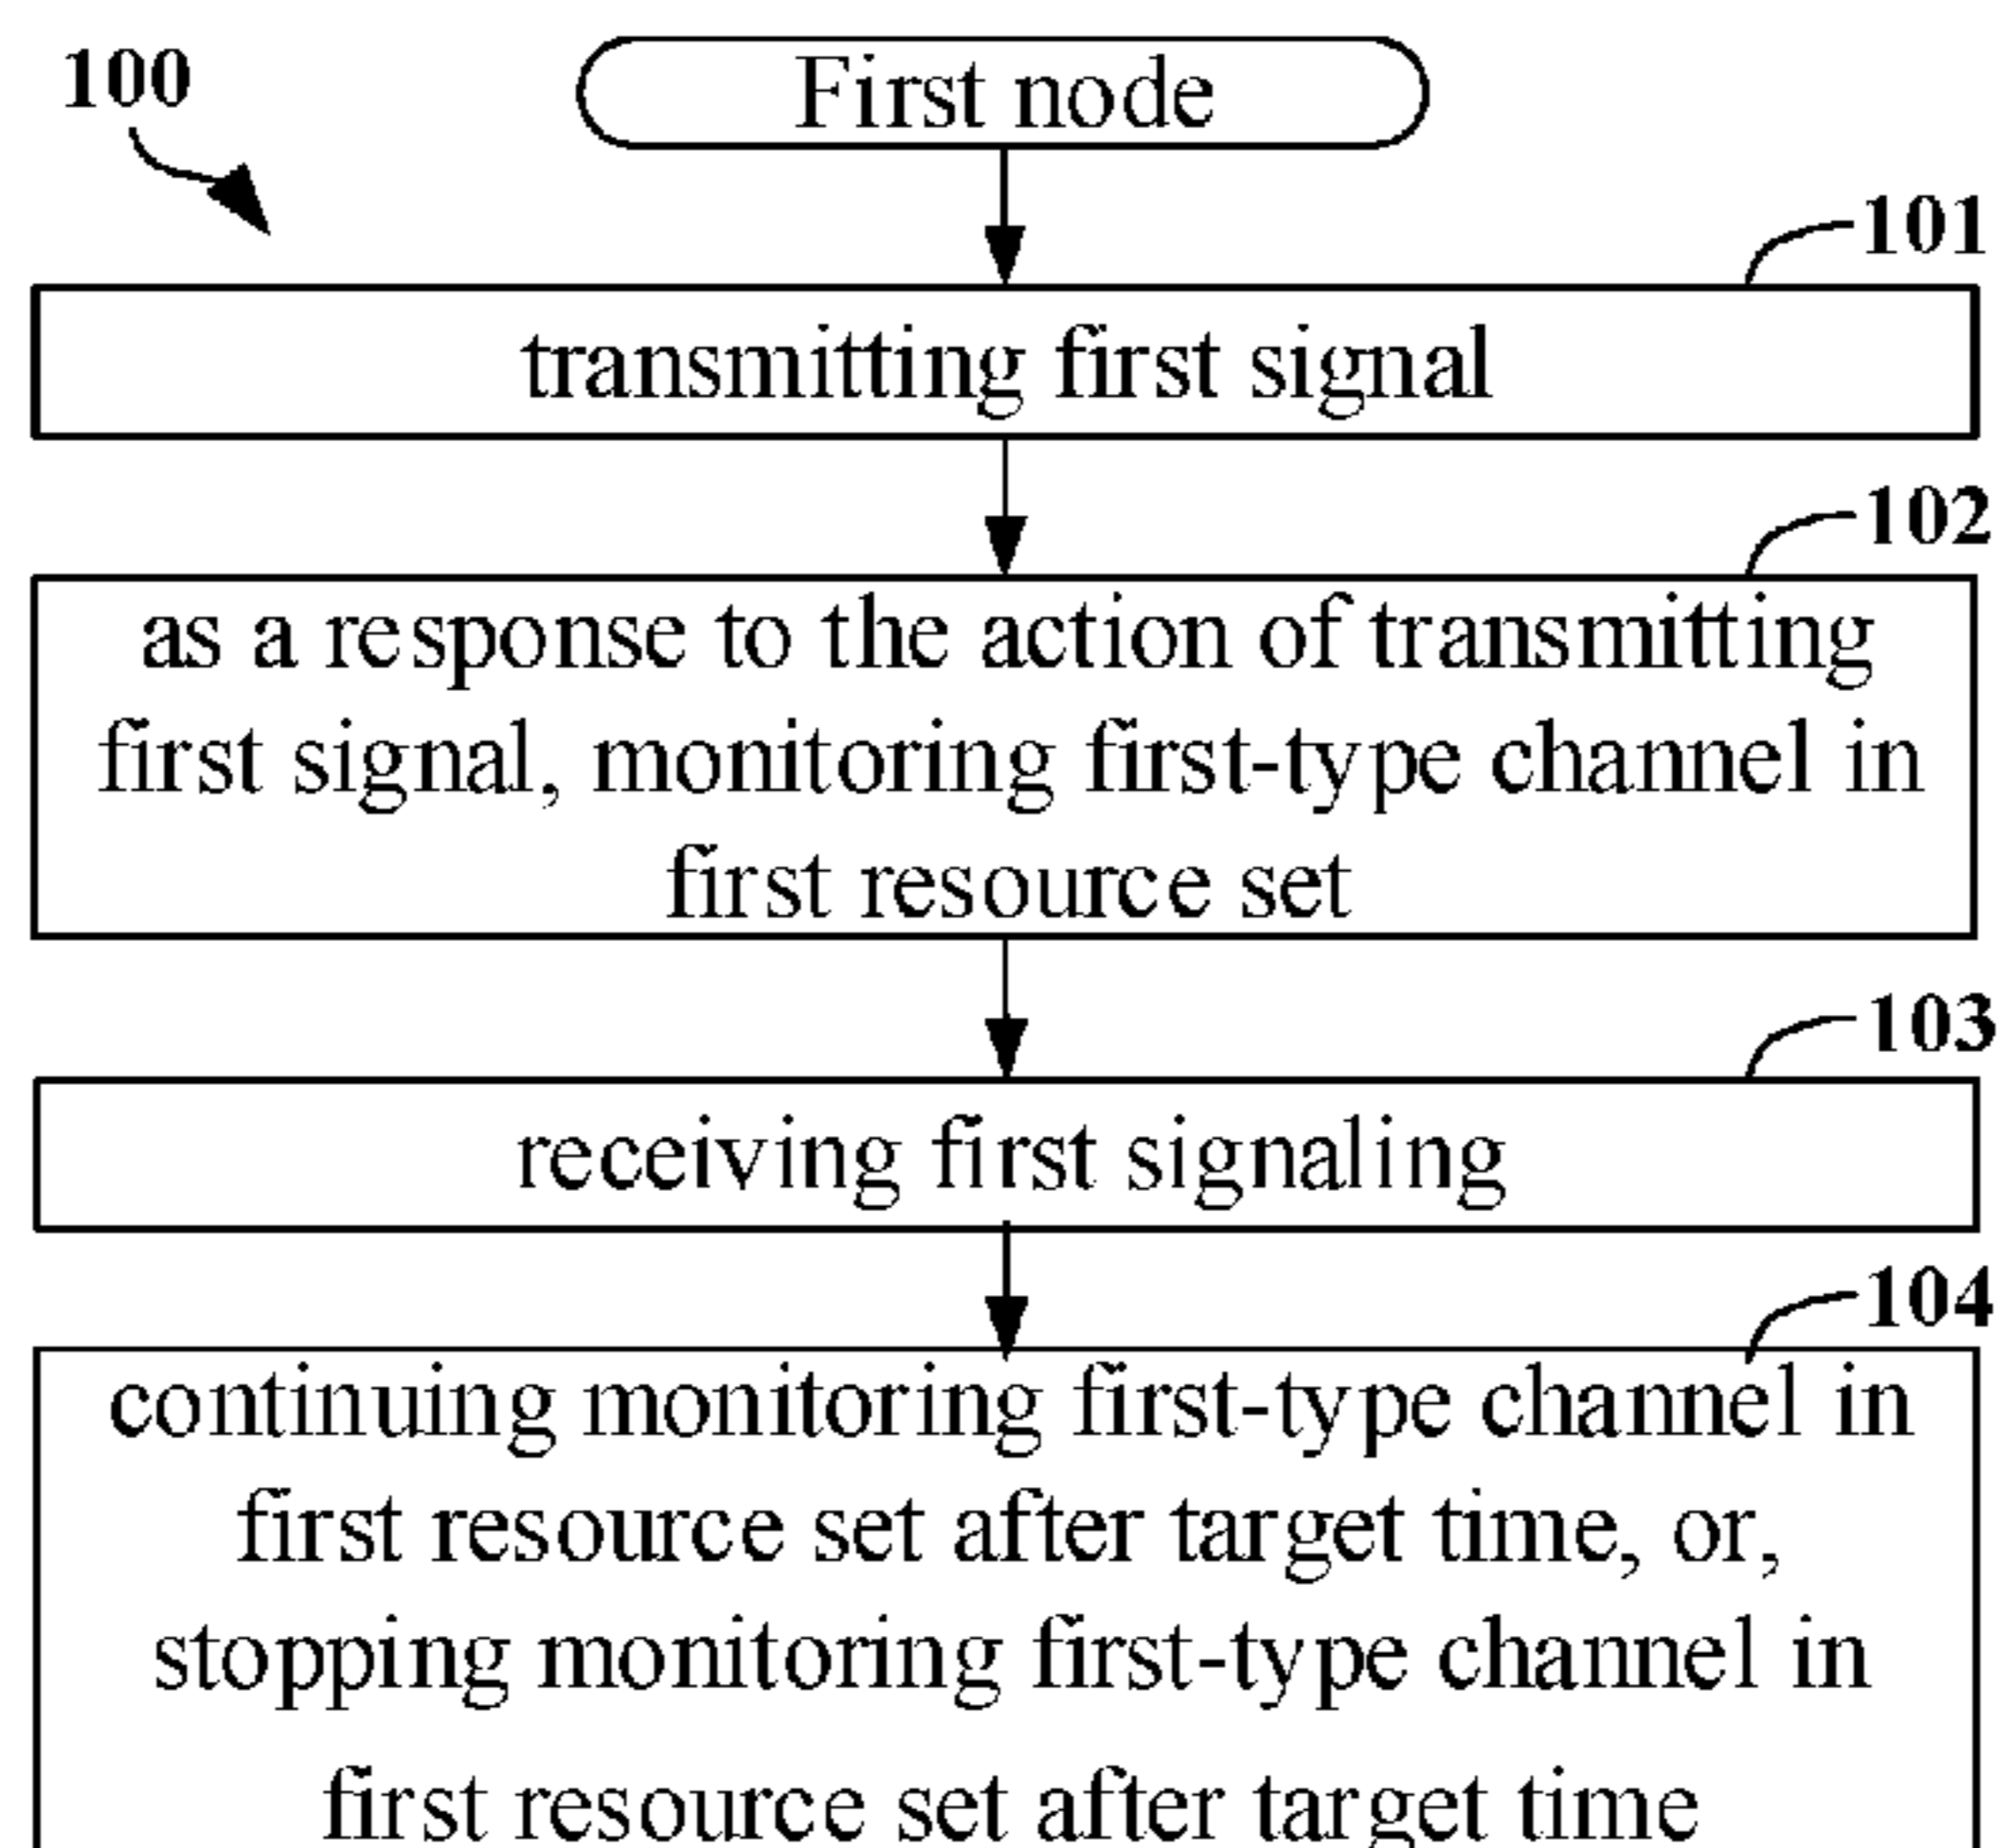 100
First node
101
transmitting first signal
102
as a response to the action of transmitting
first signal, monitoring first-type channel in
first resource set
103
receiving first signaling
104
continuing monitoring first-type channel in
first resource set after target time, or,
stopping monitoring first-type channel in
first resource set after target time